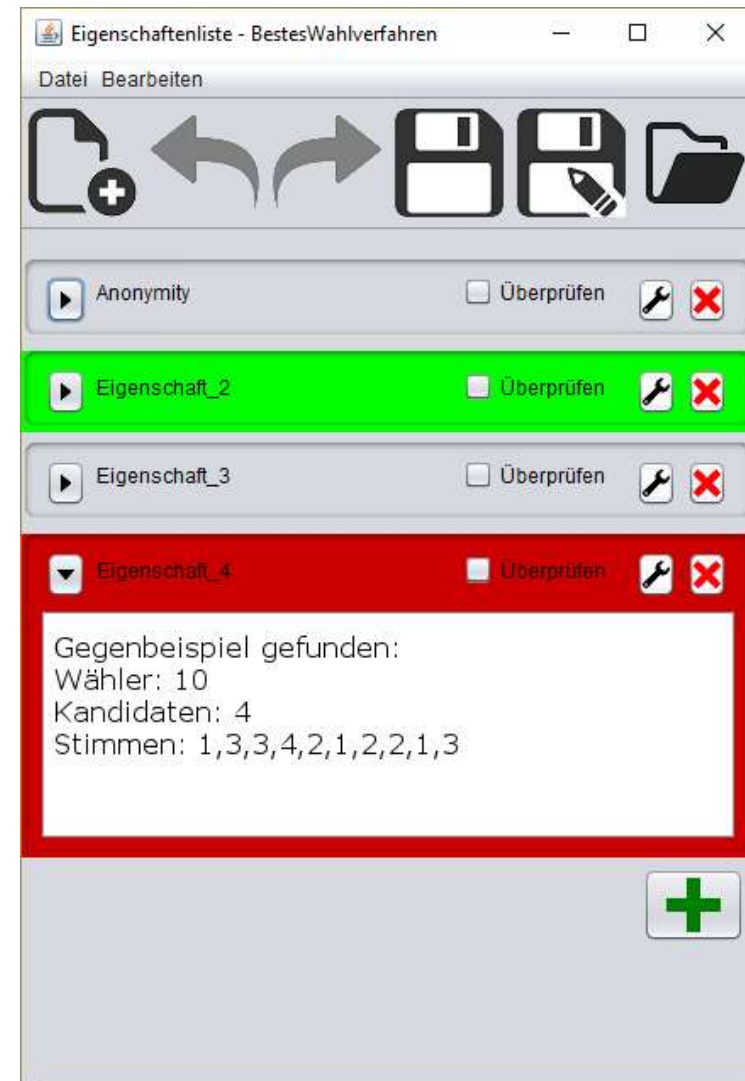 Eigenschaftenliste - BestesWahlverfahren
Datei Bearbeiten
Anonymity Überprüfen
Eigenschaft_2 Überprüfen
Eigenschaft_3 Überprüfen
Eigenschaft_4 Überprüfen
Gegenbeispiel gefunden:
Wähler: 10
Kandidaten: 4
Stimmen: 1,3,3,4,2,1,2,2,1,3